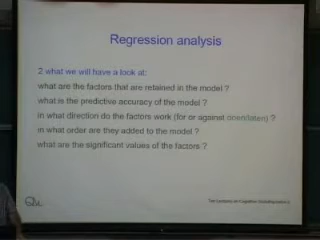 Regression analysis
2 what we will have a look at:
what are the factors that are retained in the model ?
what is the predictive accuracy of the model ?
in what direction do the factors work (for or against ?
in what order are they added to the model ?
what are the significant values of the factors ?